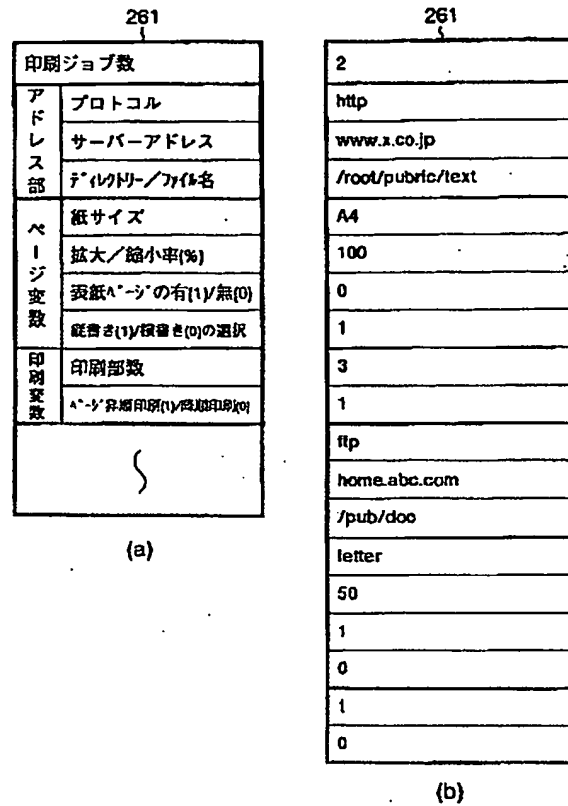 261
印刷ジョブ数
アドレス部
プロトコル
サーバーアドレス
ディレクトリー/ファイル名
ページ変数
紙サイズ
拡大/縮小率(%)
表紙ページの有(1)/無(0)
縦書き(1)/横書き(0)の選択
印刷変数
印刷部数
ページ昇順印刷(1)/降順印刷(0)
(a)
261
2
http
www.x.co.jp
/root/pubric/text
A4
100
0
1
3
1
ftp
home.abc.com
/pub/doc
letter
50
1
0
1
0
(b)